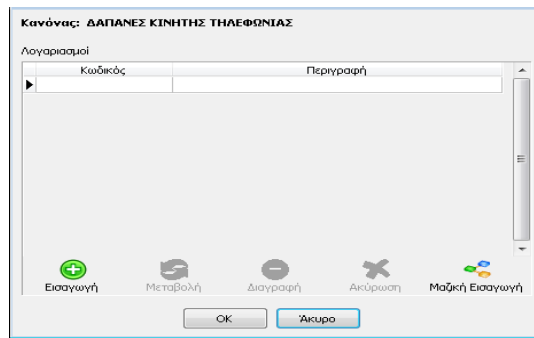 Κανόνας: ΔΑΠΑΝΕΣ ΚΙΝΗΤΗΣ ΤΗΛΕΦΩΝΙΑΣ
Λογαριασμοί
Κωδικός Περιγραφή
Εισαγωγή Μεταβολή Διαγραφή Ακύρωση Μαζική Εισαγωγή
OK Άκυρο